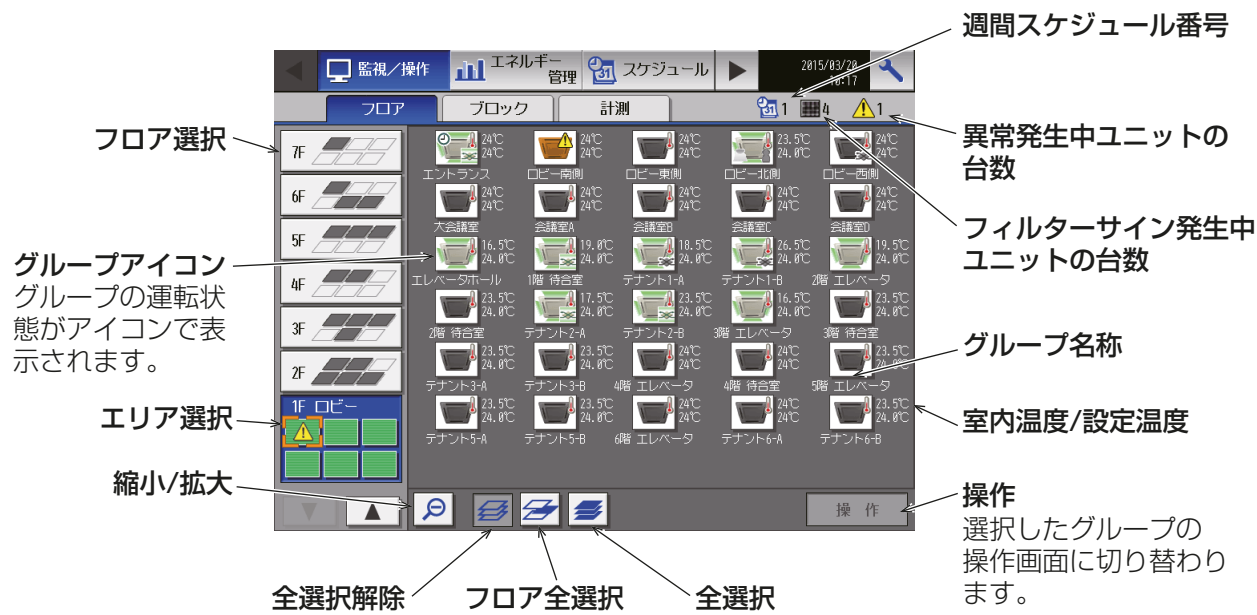 週間スケジュール番号
監視/操作
エネルギー
管理
スケジュール
2015/03/20
10:17
フロア
ブロック
計測
1
4
1
異常発生中ユニットの
台数
フロア選択
7F
24℃
24℃
エントランス
24℃
24℃
ロビー南側
24℃
24℃
ロビー東側
23.5℃
24.0℃
ロビー北側
24℃
24℃
ロビー西側
6F
24℃
24℃
大会議室
24℃
24℃
会議室A
24℃
24℃
会議室B
24℃
24℃
会議室C
24℃
24℃
会議室D
フィルターサイン発生中
ユニットの台数
5F
16.5℃
24.0℃
エレベータホール
19.0℃
24.0℃
1階 待合室
18.5℃
24.0℃
テナント1-A
26.5℃
24.0℃
テナント1-B
19.5℃
24.0℃
2階 エレベータ
グループアイコン
グループの運転状
態がアイコンで表
示されます。
4F
23.5℃
24.0℃
2階 待合室
17.5℃
24.0℃
テナント2-A
23.5℃
24.0℃
テナント2-B
16.5℃
24.0℃
3階 エレベータ
23.5℃
24.0℃
3階 待合室
3F
グループ名称
2F
23.5℃
24.0℃
テナント3-A
23.5℃
24.0℃
テナント3-B
24℃
24℃
4階 エレベータ
24℃
24℃
4階 待合室
23.5℃
24.0℃
5階 エレベータ
エリア選択
1F ロビー
23.5℃
24.0℃
テナント5-A
23.5℃
24.0℃
テナント5-B
24℃
24℃
6階 エレベータ
24℃
24℃
テナント6-A
23.5℃
24.0℃
テナント6-B
室内温度/設定温度
縮小/拡大
操作
操作
選択したグループの
操作画面に切り替わり
ます。
全選択解除
フロア全選択
全選択